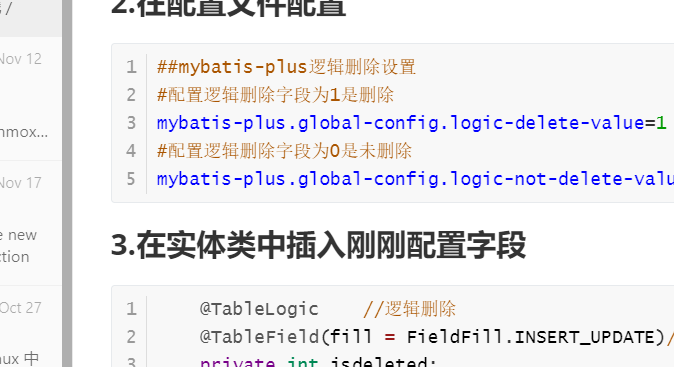 /
Nov 12
nmox...
Nov 17
new
ction
Oct 27
nux 中
2.在配置文件配置
1 ##mybatis-plus逻辑删除设置
2 #配置逻辑删除字段为1是删除
3 mybatis-plus.global-config.logic-delete-value=1
4 #配置逻辑删除字段为0是未删除
5 mybatis-plus.global-config.logic-not-delete-valu
3.在实体类中插入刚刚配置字段
1 @TableLogic //逻辑删除
2 @TableField(fill = FieldFill.INSERT_UPDATE)/
3 private int isdeleted;